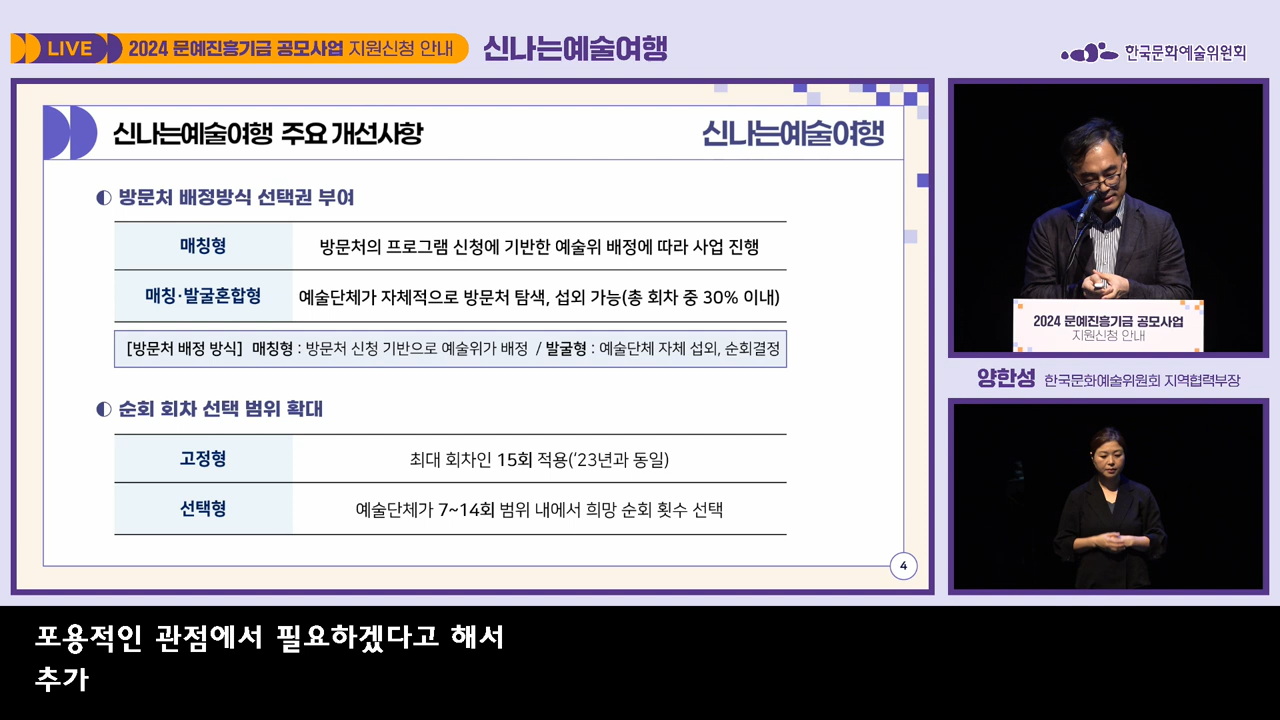 LIVE 2024 문예진흥기금 공모사업 지원신청 안내 신나는예술여행
한국문화예술위원회
신나는예술여행 주요 개선사항
신나는예술여행
방문처 배정방식 선택권 부여
매칭형 방문처의 프로그램 신청에 기반한 예술위 배정에 따라 사업 진행
매칭·발굴혼합형 예술단체가 자체적으로 방문처 탐색, 섭외 가능(총 회차 중 30% 이내)
[방문처 배정 방식] 매칭형 : 방문처 신청 기반으로 예술위가 배정 / 발굴형 : 예술단체 자체 섭외, 순회결정
순회 회차 선택 범위 확대
고정형 최대 회차인 15회 적용(‘23년과 동일)
선택형 예술단체가 7~14회 범위 내에서 희망 순회 횟수 선택
4
2024 문예진흥기금 공모사업
지원신청 안내
양한성 한국문화예술위원회 지역협력부장
포용적인 관점에서 필요하겠다고 해서
추가